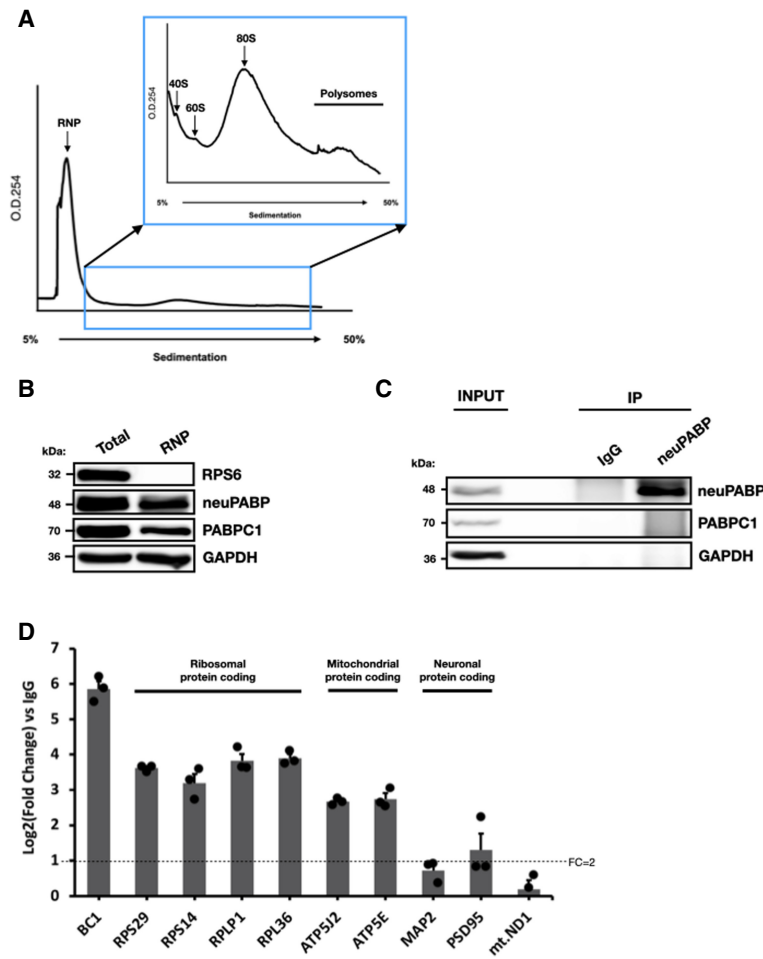 A
O.D.254
RNP
5%
Sedimentation
50%
O.D.254
40S
60S
80S
Polysomes
5%
50%
Sedimentation
B
Total
RNP
kDa:
32
RPS6
48
neuPABP
70
PABPC1
36
GAPDH
C
INPUT
IP
IgG
neuPABP
kDa:
48
neuPABP
70
PABPC1
36
GAPDH
D
Log2(Fold Change) vs IgG
7
6
5
4
3
2
1
0
Ribosomal
protein coding
Mitochondrial
protein coding
Neuronal
protein coding
FC=2
BC1
RPS29
RPS14
RPLP1
RPL36
ATP5J2
ATP5E
MAP2
PSD95
mt.ND1